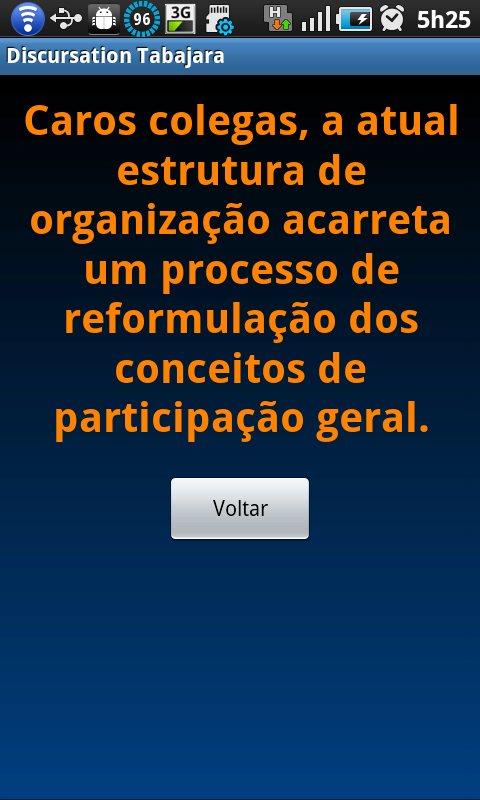 96
3G
H
5h25
Discursation Tabajara
Caros colegas, a atual
estrutura de
organização acarreta
um processo de
reformulação dos
conceitos de
participação geral.
Voltar